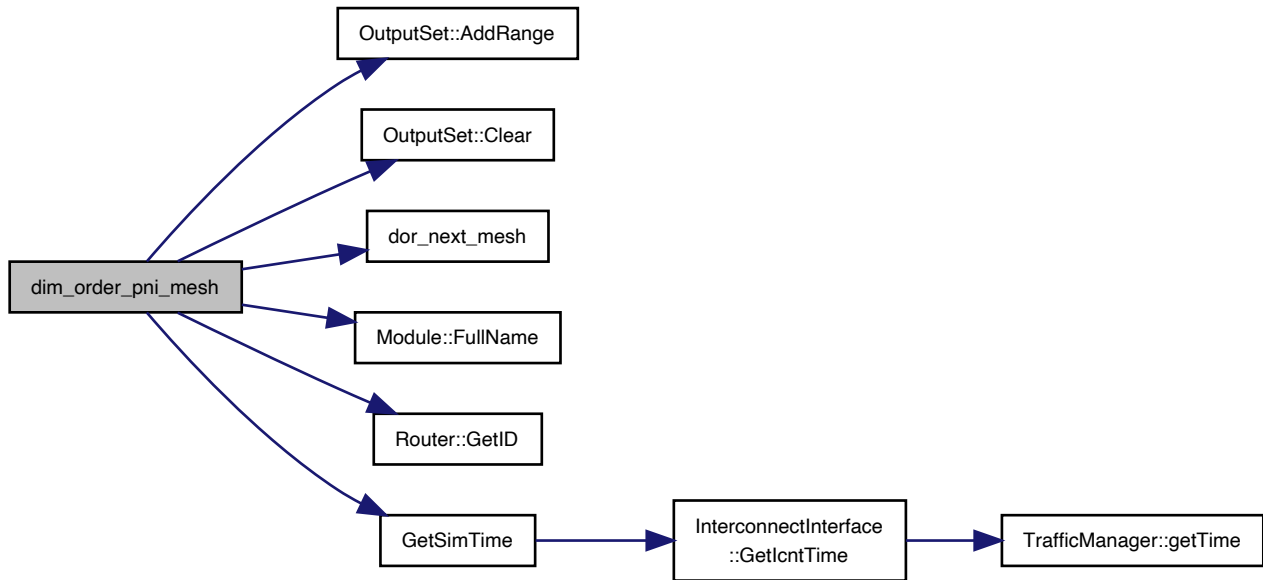 OutputSet::AddRange
OutputSet::Clear
dor_next_mesh
dim_order_pni_mesh
Module::FullName
Router::GetID
GetSimTime
InterconnectInterface
::GetIcntTime
TrafficManager::getTime